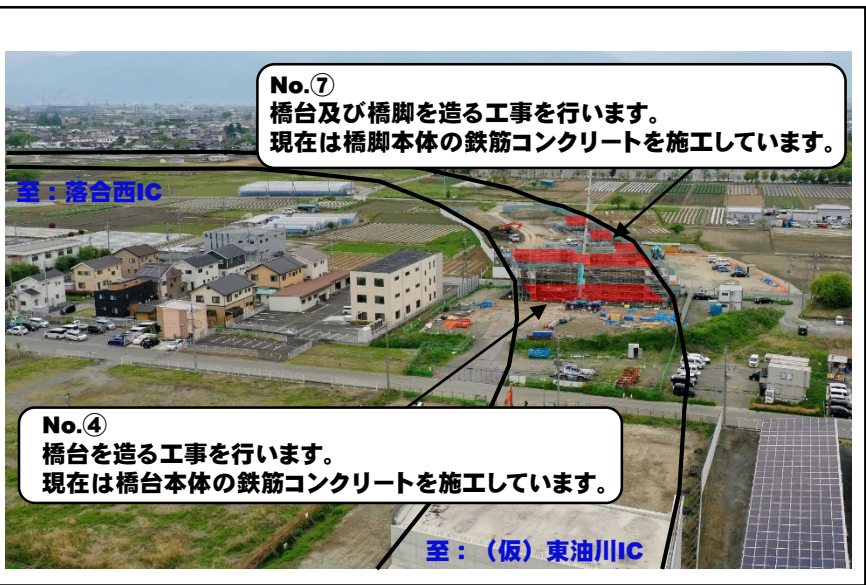 No.⑦
橋台及び橋脚を造る工事を行います。
現在は橋脚本体の鉄筋コンクリートを施工しています。
至：落合西IC
No.④
橋台を造る工事を行います。
現在は橋台本体の鉄筋コンクリートを施工しています。
至：（仮）東油川IC